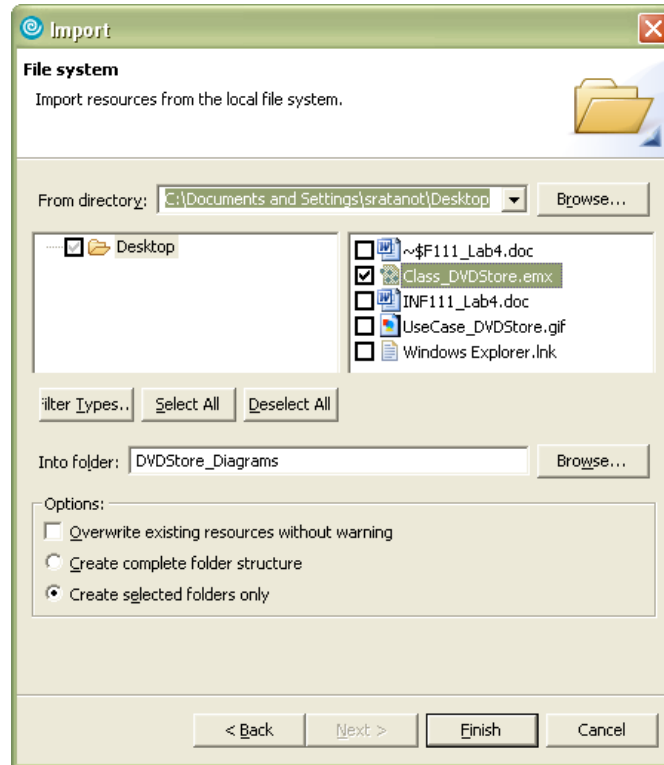 Import
File system
Import resources from the local file system.
From directory: C:\Documents and Settings\sratanot\Desktop Browse...
Desktop
~$F111_Lab4.doc
Class_DVDStore.emx
INF111_Lab4.doc
UseCase_DVDStore.gif
Windows Explorer.lnk
ilter Types.. Select All Deselect All
Into folder: DVDStore_Diagrams Browse...
Options:
Overwrite existing resources without warning
Create complete folder structure
Create selected folders only
< Back Next > Finish Cancel